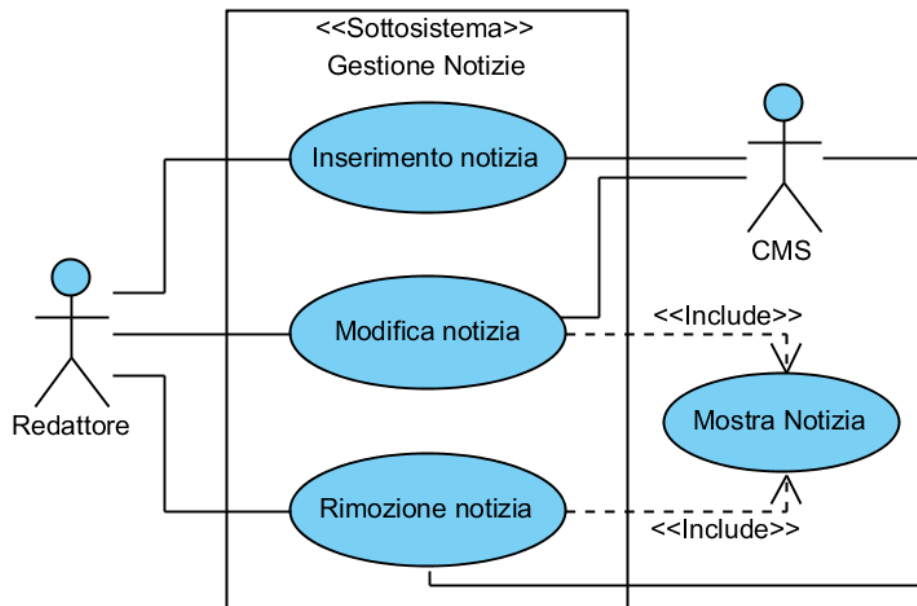 <<Sottosistema>>
Gestione Notizie
Inserimento notizia
CMS
Modifica notizia
<<Include>>
Redattore
Mostra Notizia
Rimozione notizia
<<Include>>